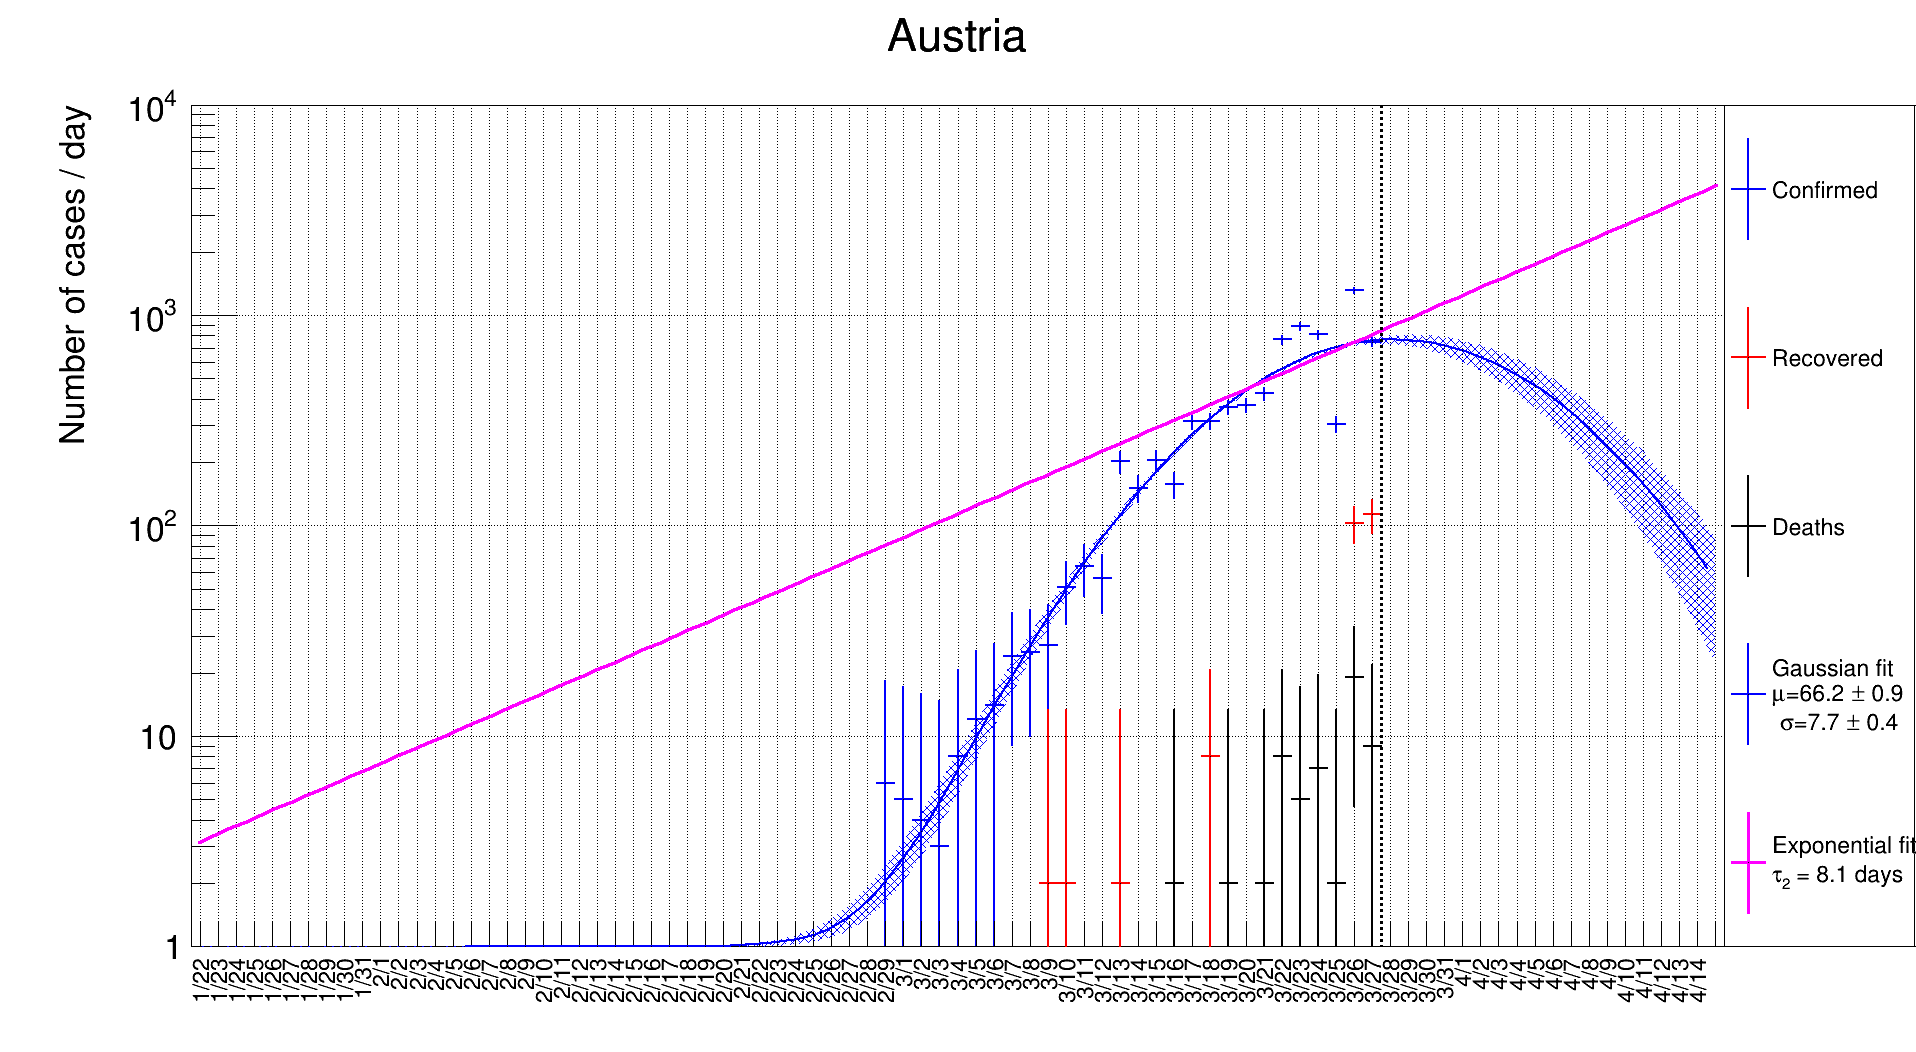 Austria
Number of cases / day
10⁴
10³
10²
10
1
1/22 1/23 1/24 1/25 1/26 1/27 1/28 1/29 1/30 1/31 2/1 2/2 2/3 2/4 2/5 2/6 2/7 2/8 2/9 2/10 2/11 2/12 2/13 2/14 2/15 2/16 2/17 2/18 2/19 2/20 2/21 2/22 2/23 2/24 2/25 2/26 2/27 2/28 2/29 3/1 3/2 3/3 3/4 3/5 3/6 3/7 3/8 3/9 3/10 3/11 3/12 3/13 3/14 3/15 3/16 3/17 3/18 3/19 3/20 3/21 3/22 3/23 3/24 3/25 3/26 3/27 3/28 3/29 3/30 3/31 4/1 4/2 4/3 4/4 4/5 4/6 4/7 4/8 4/9 4/10 4/11 4/12 4/13 4/14
Confirmed
Recovered
Deaths
Gaussian fit
μ=66.2 ± 0.9
σ=7.7 ± 0.4
Exponential fit
τ₂ = 8.1 days